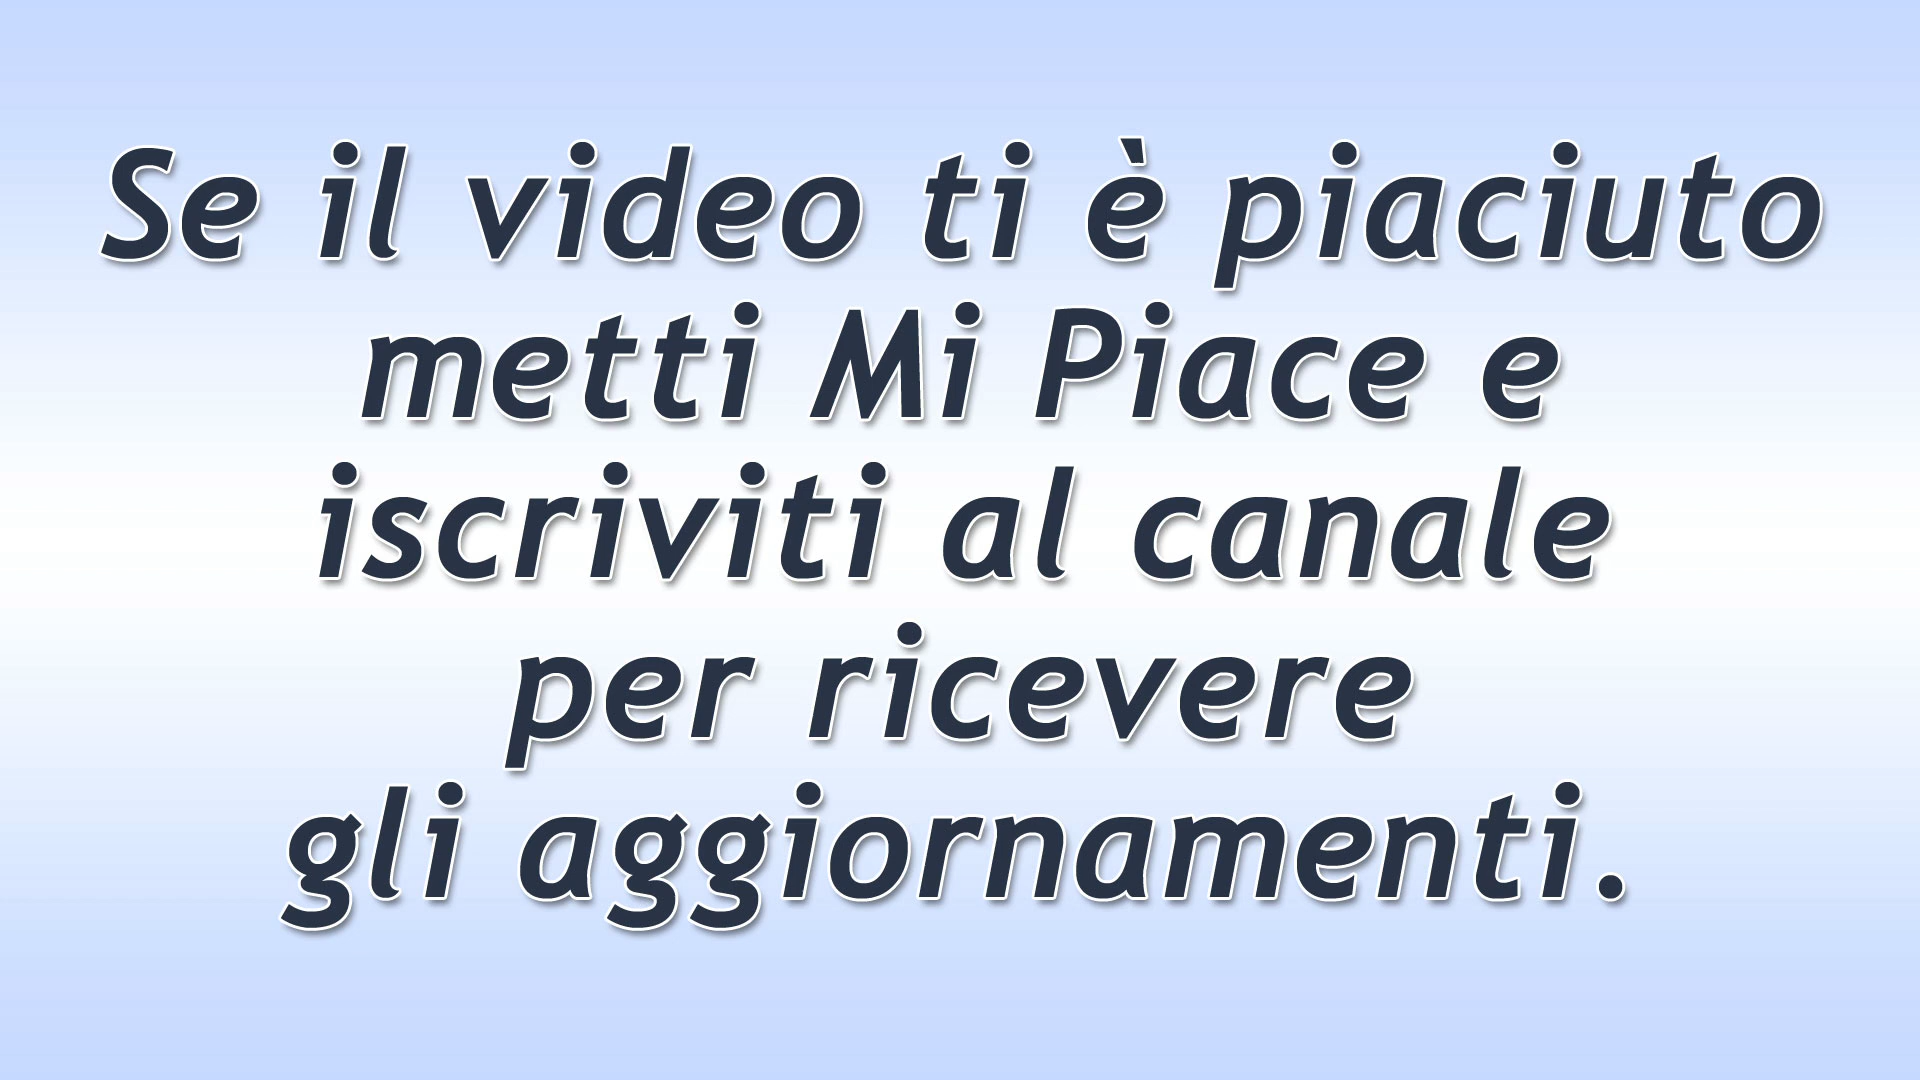 Se il video ti è piaciuto
metti Mi Piace e
iscriviti al canale
per ricevere
gli aggiornamenti.